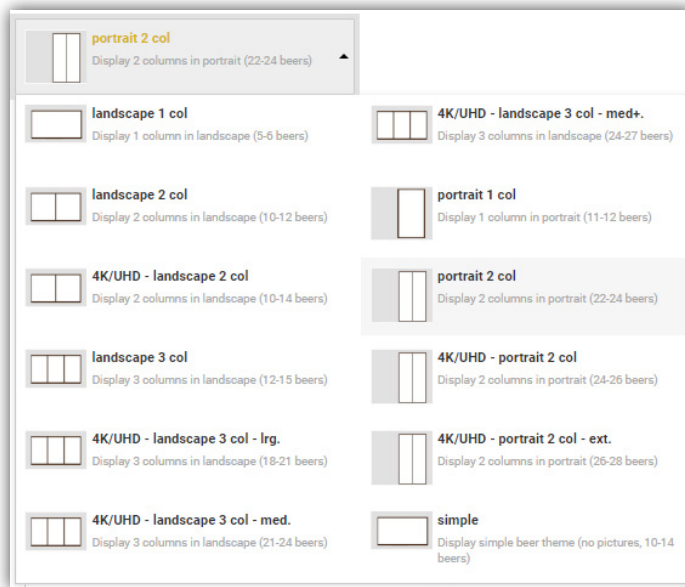 portrait 2 col
Display 2 columns in portrait (22-24 beers)
landscape 1 col
Display 1 column in landscape (5-6 beers)
landscape 2 col
Display 2 columns in landscape (10-12 beers)
4K/UHD - landscape 2 col
Display 2 columns in landscape (10-14 beers)
landscape 3 col
Display 3 columns in landscape (12-15 beers)
4K/UHD - landscape 3 col - lrg.
Display 3 columns in landscape (18-21 beers)
4K/UHD - landscape 3 col - med.
Display 3 columns in landscape (21-24 beers)
4K/UHD - landscape 3 col - med+.
Display 3 columns in landscape (24-27 beers)
portrait 1 col
Display 1 column in portrait (11-12 beers)
portrait 2 col
Display 2 columns in portrait (22-24 beers)
4K/UHD - portrait 2 col
Display 2 columns in portrait (24-26 beers)
4K/UHD - portrait 2 col - ext.
Display 2 columns in portrait (26-28 beers)
simple
Display simple beer theme (no pictures, 10-14
beers)